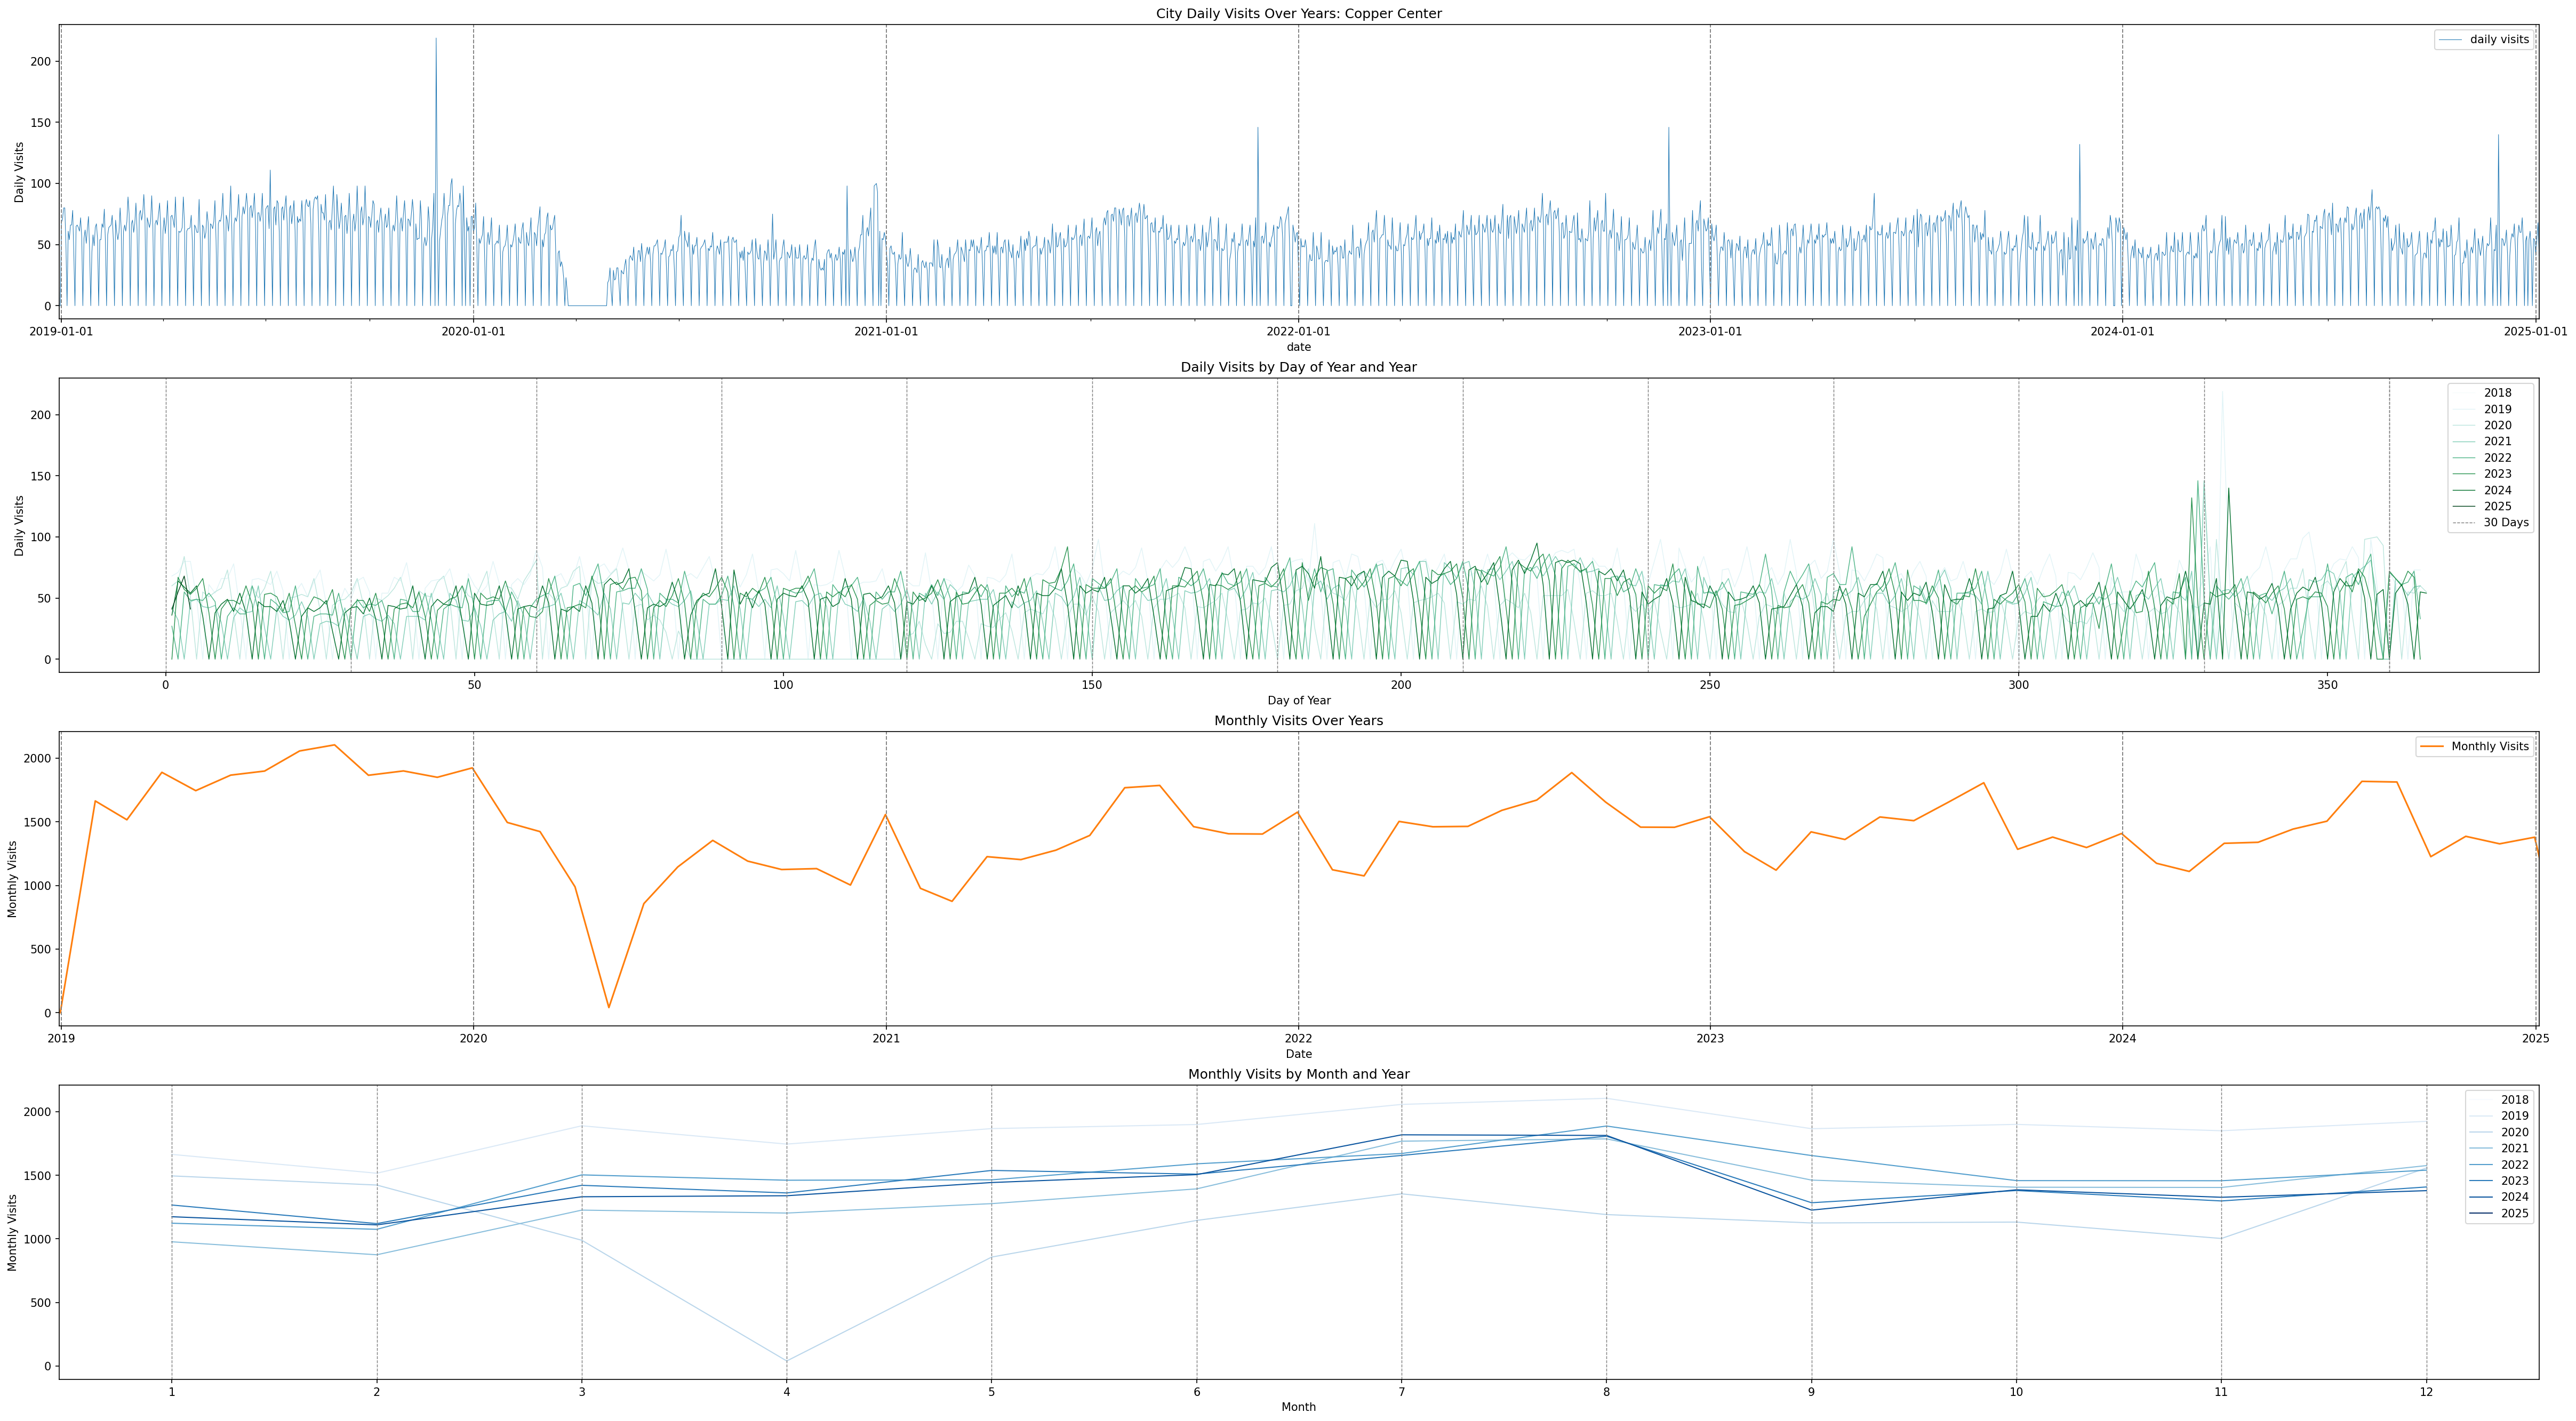 City Daily Visits Over Years: Copper Center
Daily Visits
200
150
100
50
0
daily visits
2019-01-01 2020-01-01 2021-01-01 2022-01-01 2023-01-01 2024-01-01 2025-01-01
date
Daily Visits by Day of Year and Year
Daily Visits
200
150
100
50
0
2018
2019
2020
2021
2022
2023
2024
2025
30 Days
0 50 100 150 200 250 300 350
Day of Year
Monthly Visits Over Years
Monthly Visits
2000
1500
1000
500
0
Monthly Visits
2019 2020 2021 2022 2023 2024 2025
Date
Monthly Visits by Month and Year
Monthly Visits
2000
1500
1000
500
0
2018
2019
2020
2021
2022
2023
2024
2025
1 2 3 4 5 6 7 8 9 10 11 12
Month